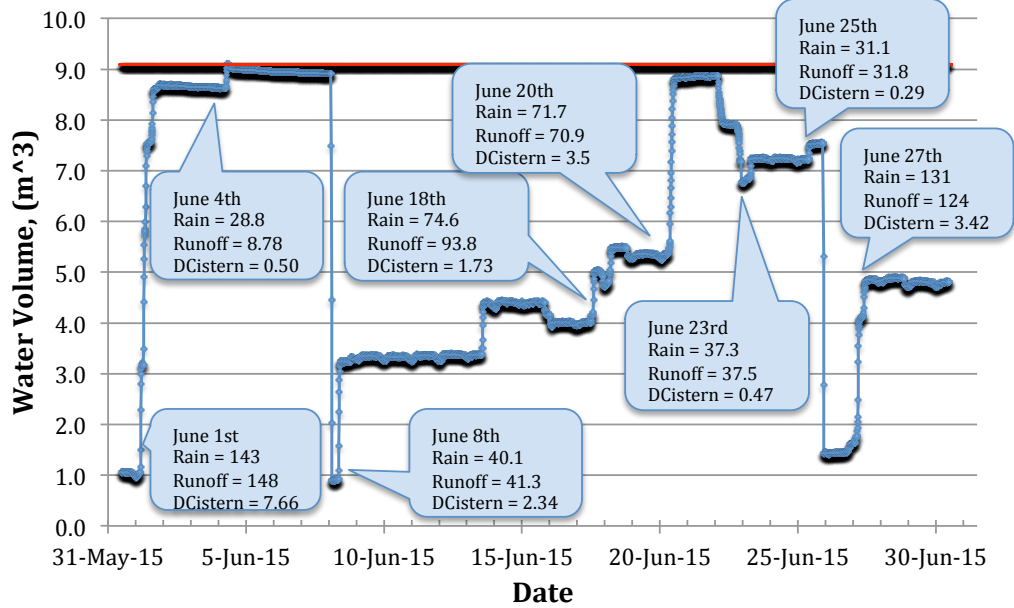 10.0
9.0
8.0
7.0
6.0
5.0
4.0
3.0
2.0
1.0
0.0
Water Volume, (m^3)
June 1st
Rain = 143
Runoff = 148
DCistern = 7.66
June 4th
Rain = 28.8
Runoff = 8.78
DCistern = 0.50
June 8th
Rain = 40.1
Runoff = 41.3
DCistern = 2.34
June 18th
Rain = 74.6
Runoff = 93.8
DCistern = 1.73
June 20th
Rain = 71.7
Runoff = 70.9
DCistern = 3.5
June 23rd
Rain = 37.3
Runoff = 37.5
DCistern = 0.47
June 25th
Rain = 31.1
Runoff = 31.8
DCistern = 0.29
June 27th
Rain = 131
Runoff = 124
DCistern = 3.42
31-May-15 5-Jun-15 10-Jun-15 15-Jun-15 20-Jun-15 25-Jun-15 30-Jun-15
Date